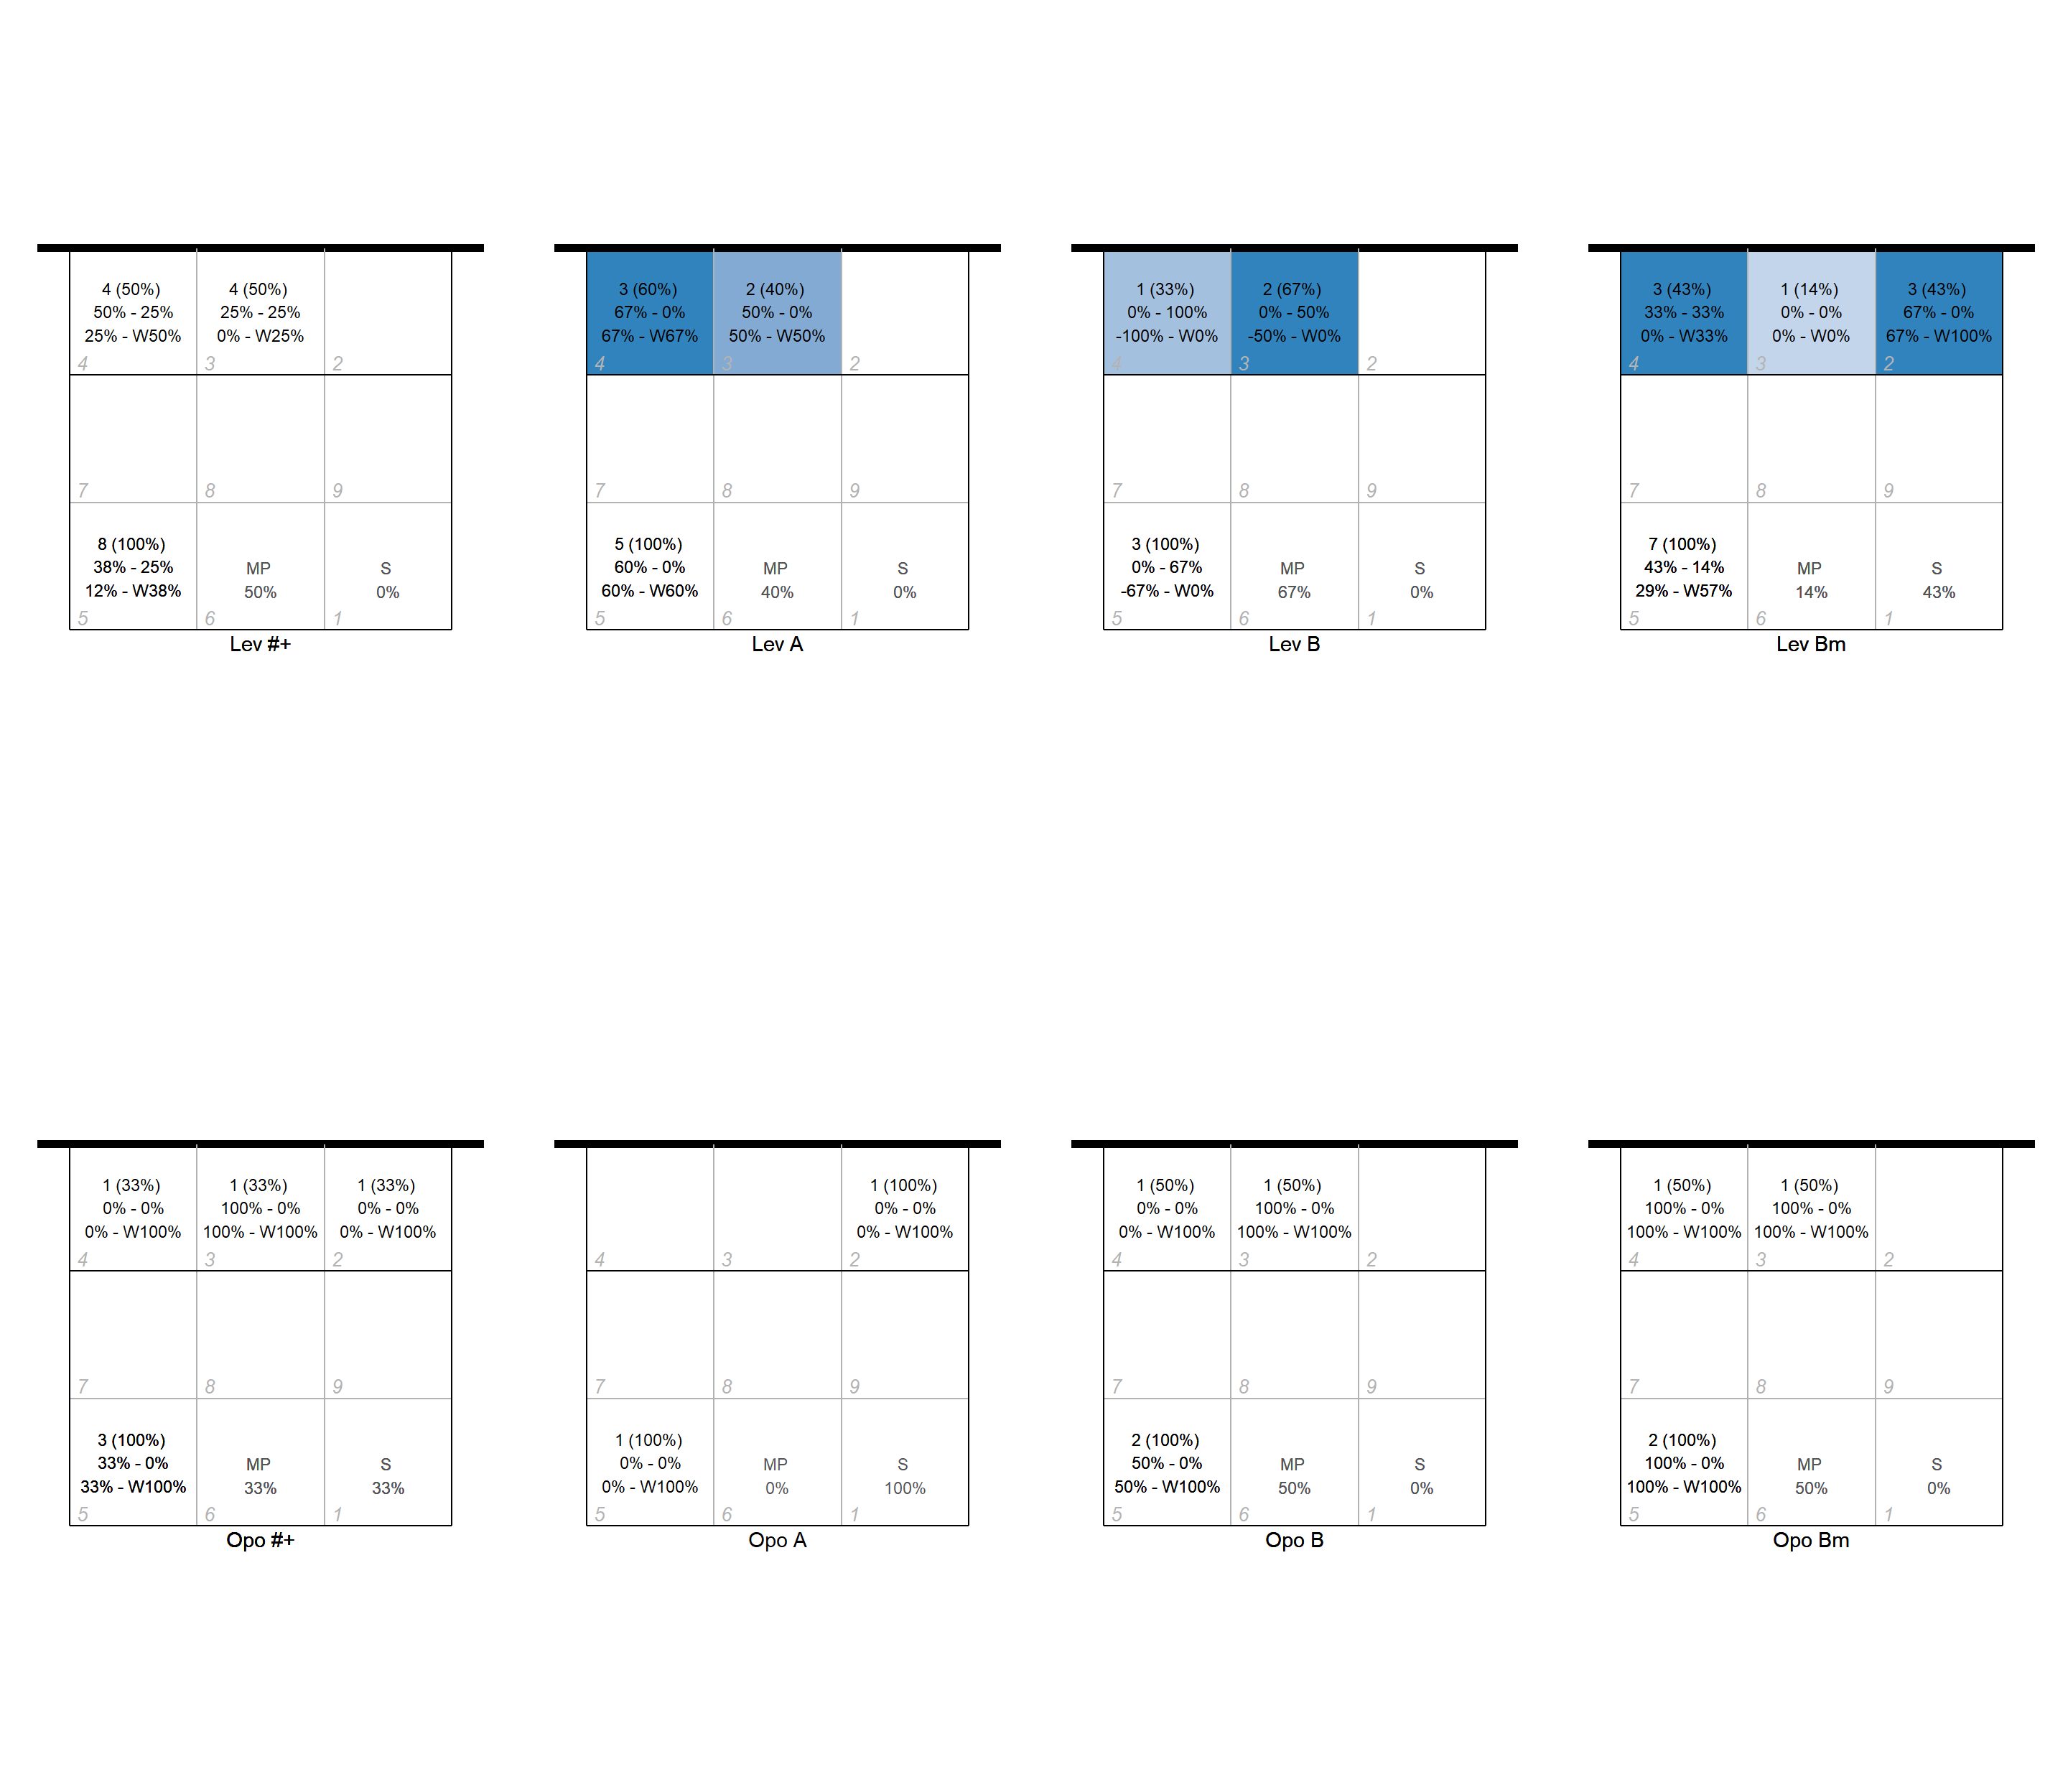 4 (50%)
50% - 25%
25% - W50%
4
4 (50%)
25% - 25%
0% - W25%
3
2
7
8
9
8 (100%)
38% - 25%
12% - W38%
5
MP
50%
6
S
0%
1
Lev #+
3 (60%)
67% - 0%
67% - W67%
4
2 (40%)
50% - 0%
50% - W50%
3
2
7
8
9
5 (100%)
60% - 0%
60% - W60%
5
MP
40%
6
S
0%
1
Lev A
1 (33%)
0% - 100%
-100% - W0%
4
2 (67%)
0% - 50%
-50% - W0%
3
2
7
8
9
3 (100%)
0% - 67%
-67% - W0%
5
MP
67%
6
S
0%
1
Lev B
3 (43%)
33% - 33%
0% - W33%
4
1 (14%)
0% - 0%
0% - W0%
3
3 (43%)
67% - 0%
67% - W100%
2
7
8
9
7 (100%)
43% - 14%
29% - W57%
5
MP
14%
6
S
43%
1
Lev Bm
1 (33%)
0% - 0%
0% - W100%
4
1 (33%)
100% - 0%
100% - W100%
3
1 (33%)
0% - 0%
0% - W100%
2
7
8
9
3 (100%)
33% - 0%
33% - W100%
5
MP
33%
6
S
33%
1
Opo #+
4
3
1 (100%)
0% - 0%
0% - W100%
2
7
8
9
1 (100%)
0% - 0%
0% - W100%
5
MP
0%
6
S
100%
1
Opo A
1 (50%)
0% - 0%
0% - W100%
4
1 (50%)
100% - 0%
100% - W100%
3
2
7
8
9
2 (100%)
50% - 0%
50% - W100%
5
MP
50%
6
S
0%
1
Opo B
1 (50%)
100% - 0%
100% - W100%
4
1 (50%)
100% - 0%
100% - W100%
3
2
7
8
9
2 (100%)
100% - 0%
100% - W100%
5
MP
50%
6
S
0%
1
Opo Bm